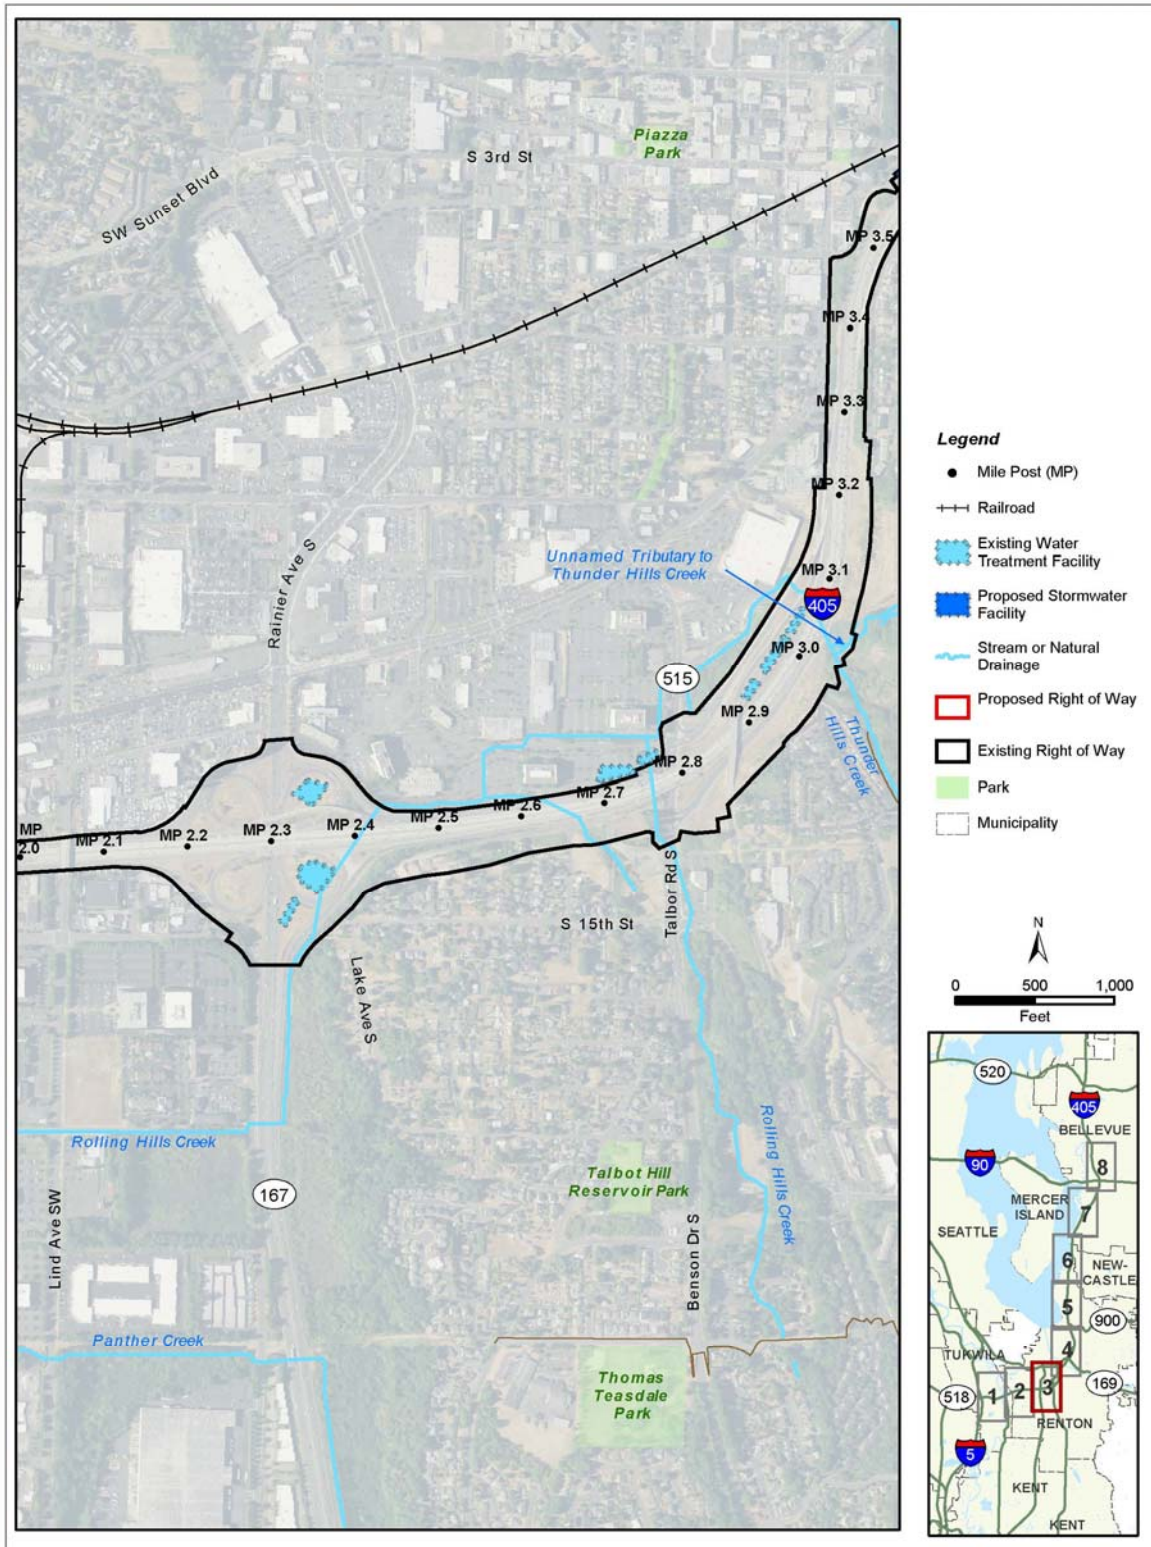 Piazza
Park
S 3rd St
SW Sunset Blvd
MP 3.5
MP 3.4
MP 3.3
MP 3.2
Unnamed Tributary to
Thunder Hills Creek
MP 3.1
405
Rainier Ave S
MP 3.0
515
MP 2.9
Thunder
Hills Creek
MP 2.8
MP 2.7
MP 2.6
MP 2.5
MP 2.4
MP 2.3
MP 2.2
MP 2.1
MP
2.0
Talbor Rd S
S 15th St
Lake Ave S
Rolling Hills Creek
Rolling Hills Creek
Talbot Hill
Reservoir Park
167
Lind Ave SW
Benson Dr S
Panther Creek
Thomas
Teasdale
Park
Legend
Mile Post (MP)
Railroad
Existing Water
Treatment Facility
Proposed Stormwater
Facility
Stream or Natural
Drainage
Proposed Right of Way
Existing Right of Way
Park
Municipality
N
0 500 1,000
Feet
520
405
BELLEVUE
90
8
MERCER
ISLAND
7
SEATTLE
6
NEW-
CASTLE
5
900
4
TUKWILA
518
1
2
3
169
RENTON
5
KENT
KENT